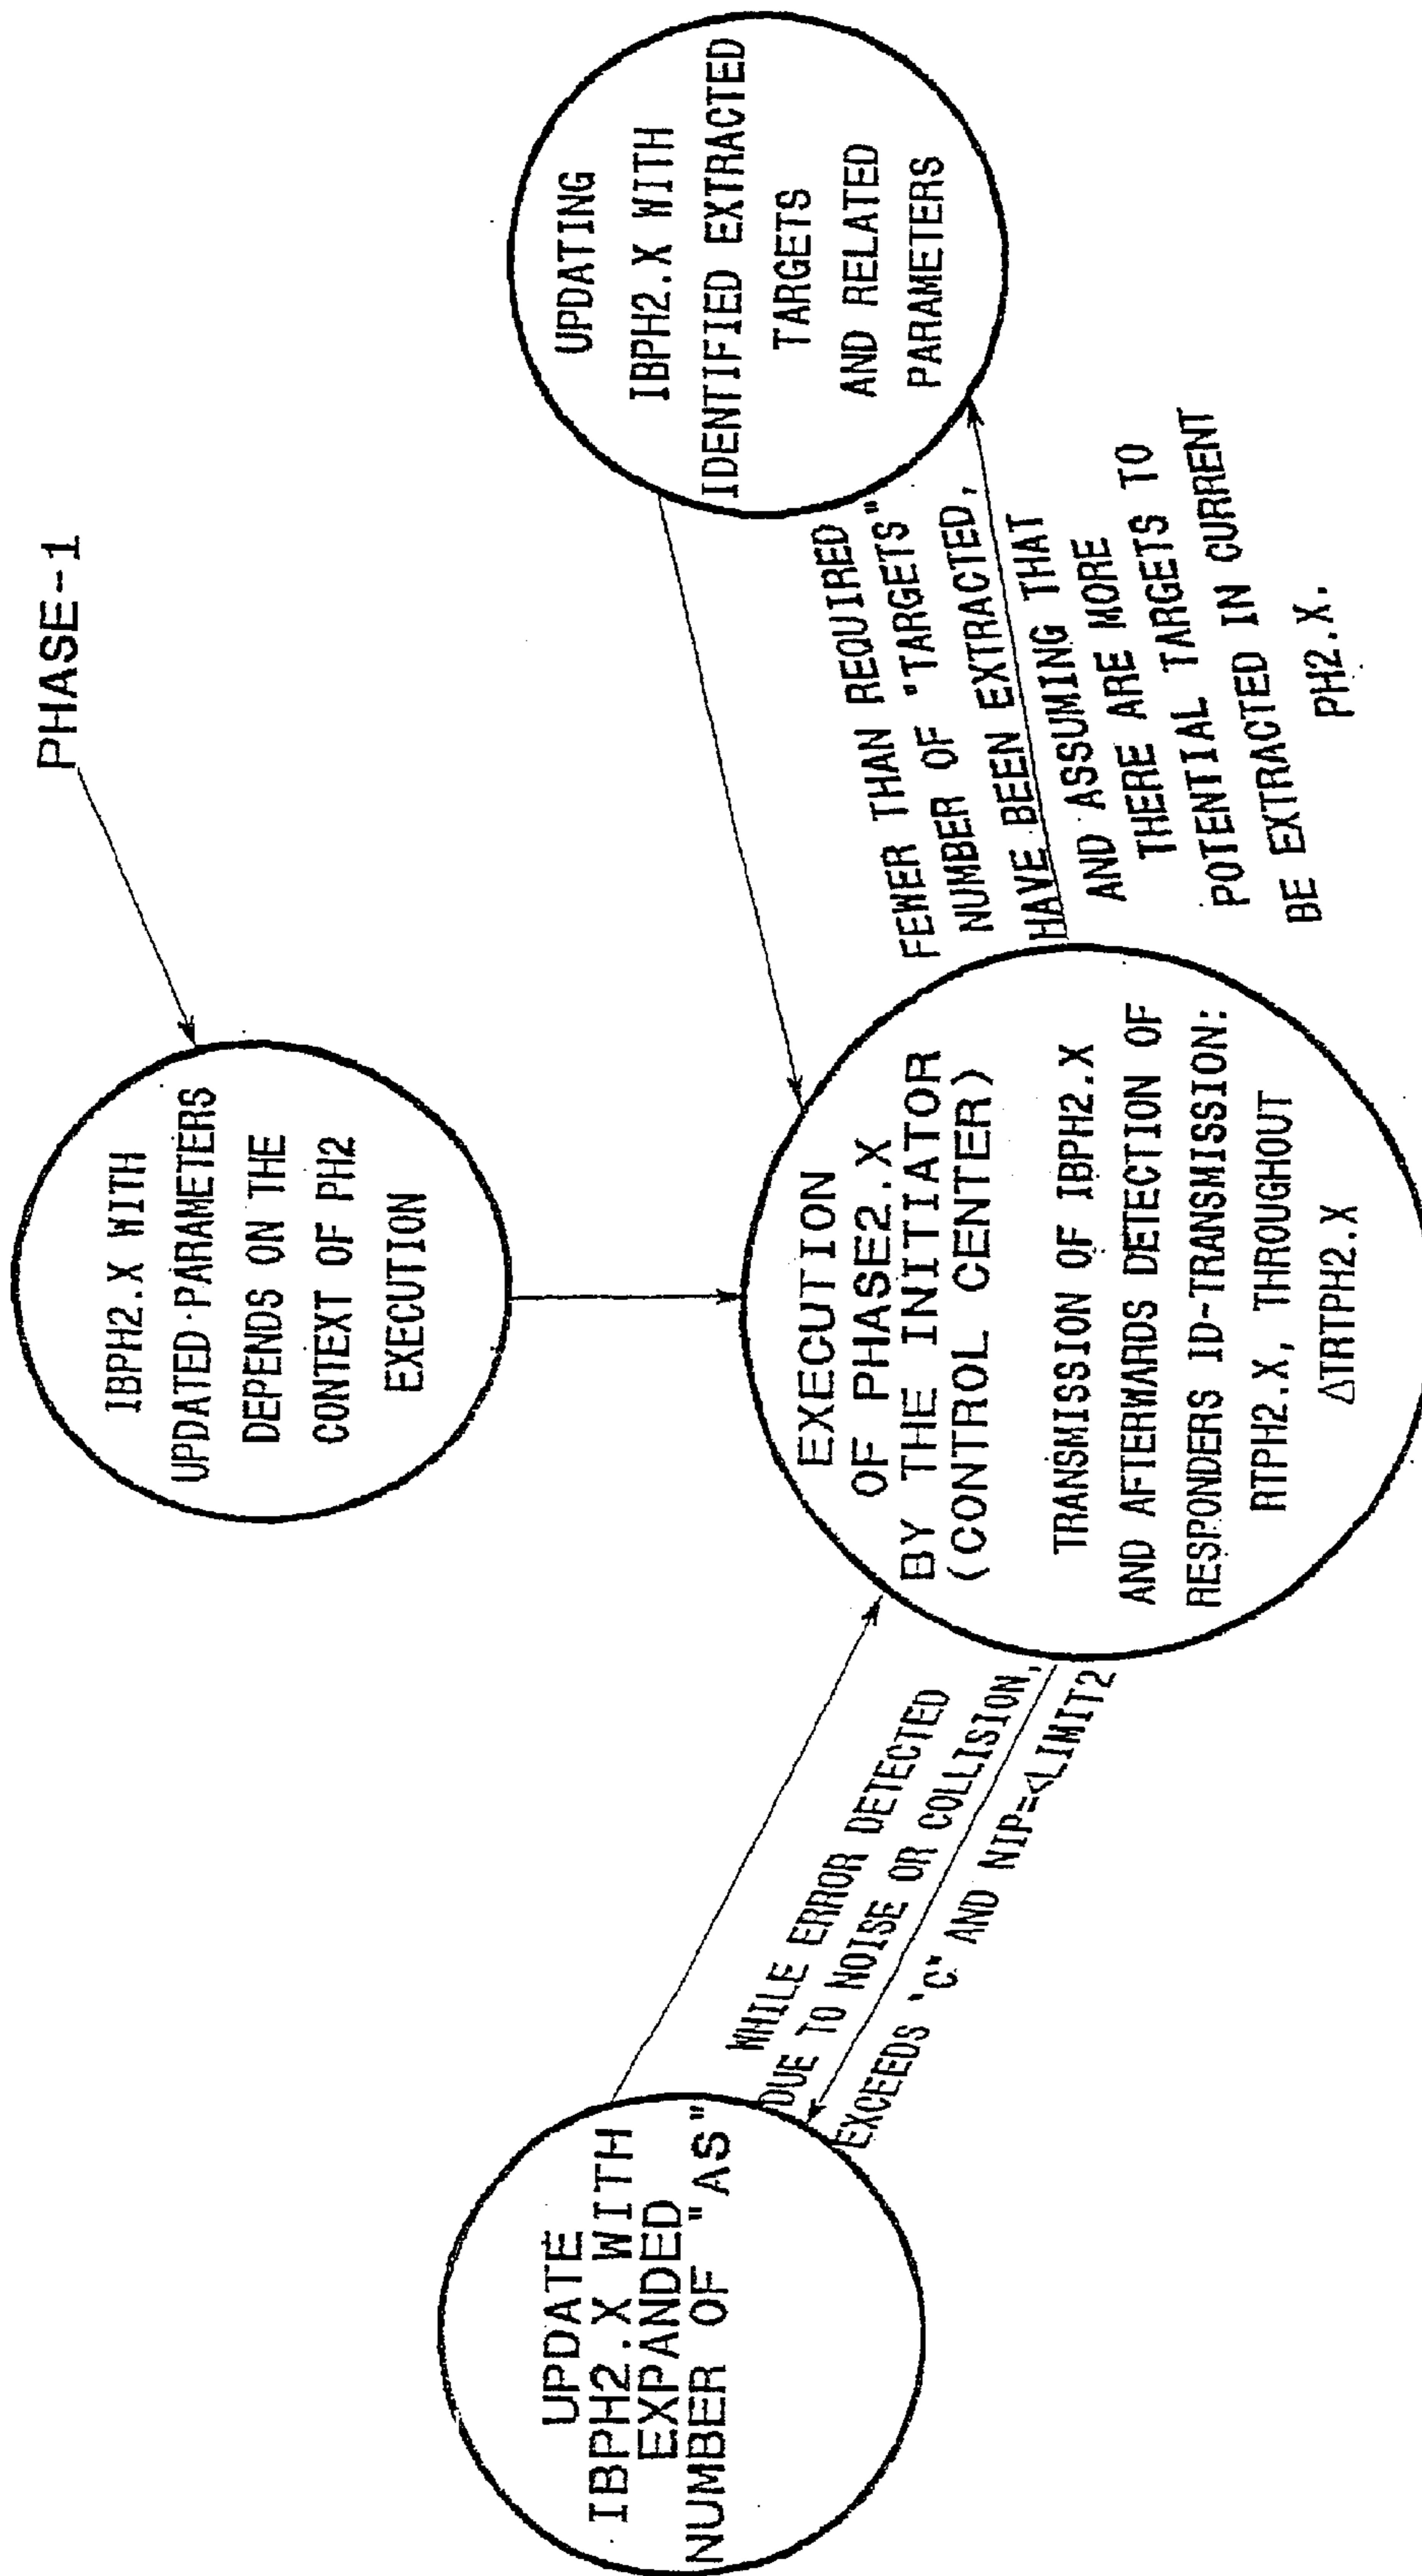 PHASE-1
IBPH2.X WITH
UPDATED PARAMETERS
DEPENDS ON THE
CONTEXT OF PH2
EXECUTION
UPDATE
IBPH2.X WITH
EXPANDED
NUMBER OF "AS"
WHILE ERROR DETECTED
DUE TO NOISE OR COLLISION,
EXCEEDS "C" AND NIP=<LIMIT2
EXECUTION
OF PHASE2.X
BY THE INITIATOR
(CONTROL CENTER)
TRANSMISSION OF IBPH2.X
AND AFTERWARDS DETECTION OF
RESPONDERS ID-TRANSMISSION:
RTPH2.X, THROUGHOUT
ΔTRTPH2.X
FEWER THAN REQUIRED
NUMBER OF "TARGETS"
NUMBER EXTRACTED,
HAVE BEEN EXTRACTED,
AND ASSUMING THAT
THERE ARE MORE
POTENTIAL TARGETS TO
BE EXTRACTED IN CURRENT
PH2.X.
UPDATING
IBPH2.X WITH
IDENTIFIED EXTRACTED
TARGETS
AND RELATED
PARAMETERS